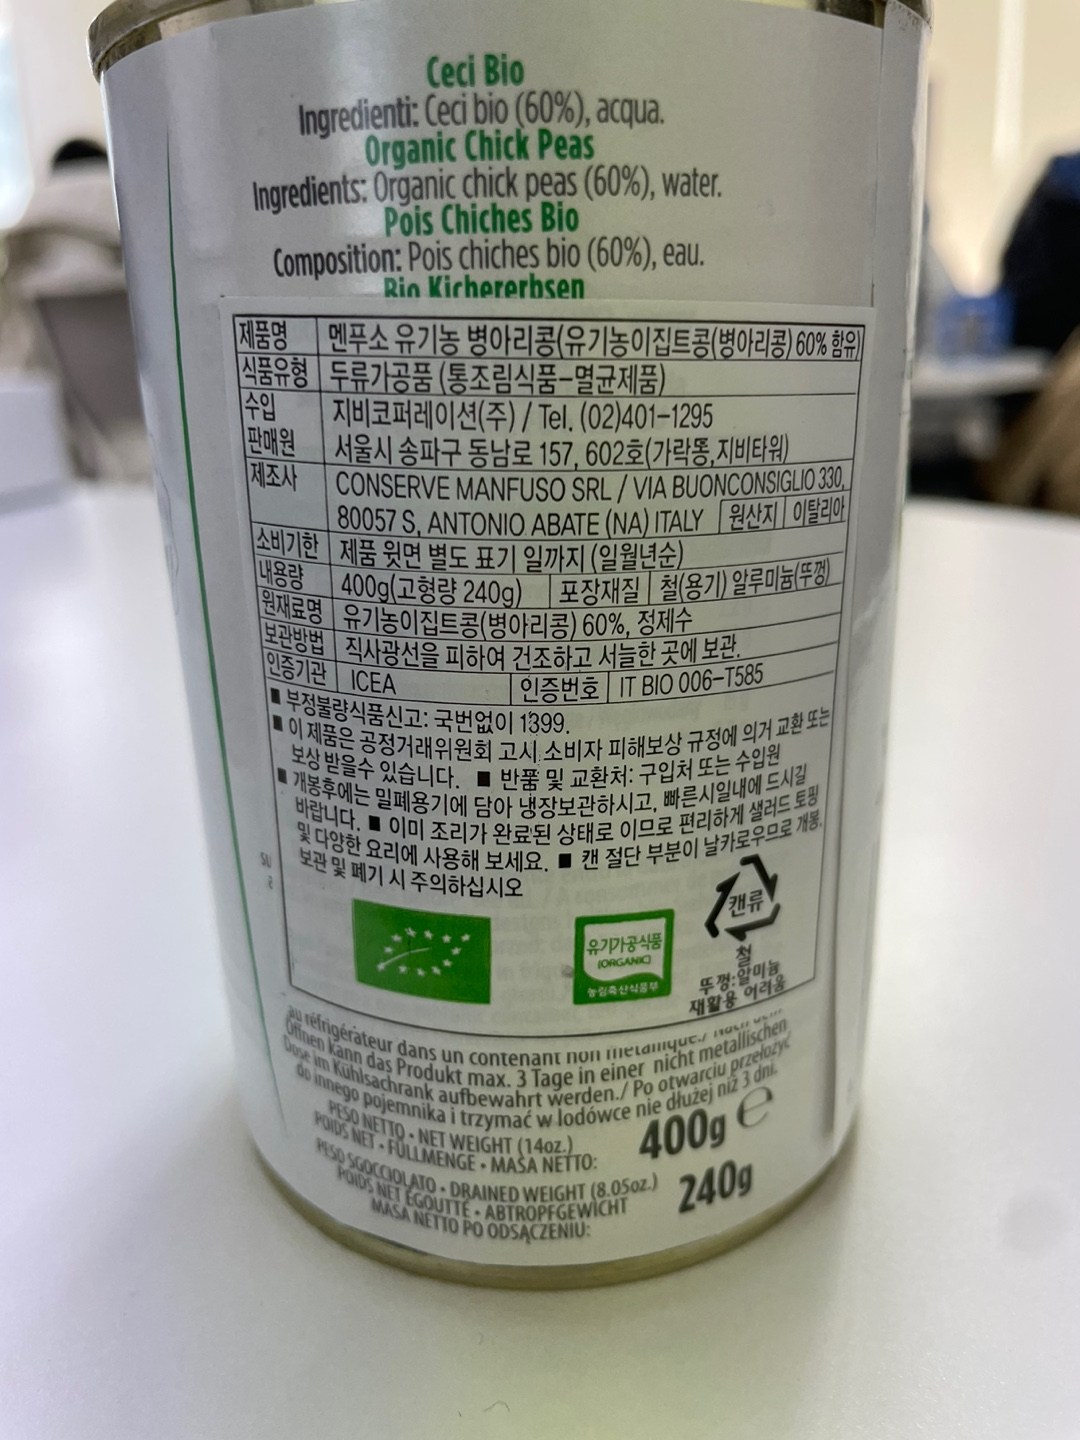 Ceci Bio
Ingredienti: Ceci bio (60%), acqua.
Organic Chick Peas
Ingredients: Organic chick peas (60%), water.
Pois Chiches Bio
Composition: Pois chiches bio (60%), eau.
Bio Kichererbsen
제품명 멘푸소 유기농 병아리콩(유기농이집트콩(병아리콩) 60% 함유)
식품유형 두류가공품 (통조림식품-멸균제품)
수입 지비코퍼레이션(주) / Tel. (02)401-1295
판매원 서울시 송파구 동남로 157, 602호(가락똥,지비타워)
제조사 CONSERVE MANFUSO SRL / VIA BUONCONSIGLIO 330,
80057 S, ANTONIO ABATE (NA) ITALY 원산지 이탈리아
소비기한 제품 윗면 별도 표기 일까지 (일월년순)
내용량 400g(고형량 240g) 포장재질 철(용기) 알루미늄(뚜껑)
원재료명 유기농이집트콩(병아리콩) 60%, 정제수
보관방법 직사광선을 피하여 건조하고 서늘한 곳에 보관.
인증기관 ICEA 인증번호 IT BIO 006-T585
■ 부정불량식품신고: 국번없이 1399.
■ 이 제품은 공정거래위원회 고시 소비자 피해보상 규정에 의거 교환 또는
보상 받을수 있습니다. ■ 반품 및 교환처: 구입처 또는 수입원
■ 개봉후에는 밀폐용기에 담아 냉장보관하시고, 빠른시일내에 드시길
바랍니다. ■ 이미 조리가 완료된 상태로 이므로 편리하게 샐러드 토핑
및 다양한 요리에 사용해 보세요. ■ 캔 절단 부분이 날카로우므로 개봉,
보관 및 폐기 시 주의하십시오
캔류
철
뚜껑:알미늄
재활용 어려움
유기가공식품
(ORGANIC)
농림축산식품부
au réfrigérateur dans un contenant non métallique./ Nach dem
Öffnen kann das Produkt max. 3 Tage in einer nicht metallischen
Dose im Kühlsachrank aufbewahrt werden./ Po otwarciu przełożyć
do innego pojemnika i trzymać w lodówce nie dłużej niż 3 dni.
PESO NETTO • NET WEIGHT (14oz.)
POIDS NET • FÜLLMENGE • MASA NETTO: 400g e
PESO SGOCCIOLATO • DRAINED WEIGHT (8.05oz.)
POIDS NET ÉGOUTTÉ • ABTROPFGEWICHT 240g
MASA NETTO PO ODSĄCZENIU: